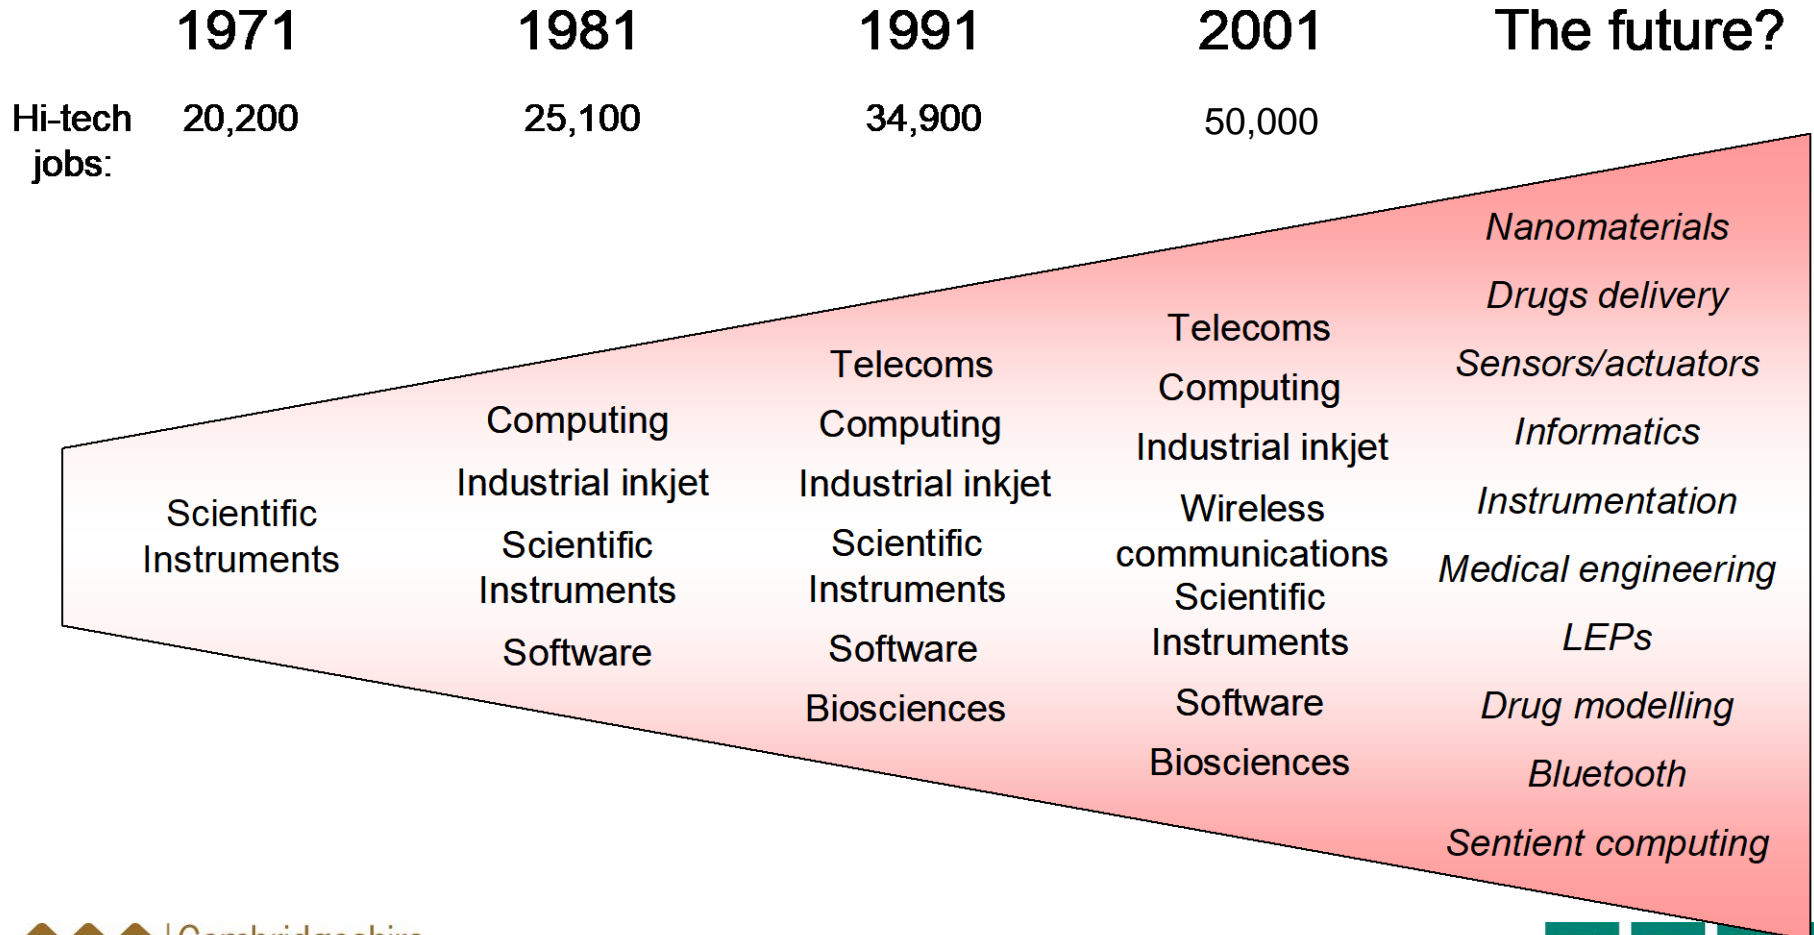 1971 1981 1991 2001 The future?
Hi-tech 20,200 25,100 34,900 50,000
jobs:
Scientific
Instruments
Computing
Industrial inkjet
Scientific
Instruments
Software
Telecoms
Computing
Industrial inkjet
Scientific
Instruments
Software
Biosciences
Telecoms
Computing
Industrial inkjet
Wireless
communications
Scientific
Instruments
Software
Biosciences
Nanomaterials
Drugs delivery
Sensors/actuators
Informatics
Instrumentation
Medical engineering
LEPs
Drug modelling
Bluetooth
Sentient computing
Cambridgeshire